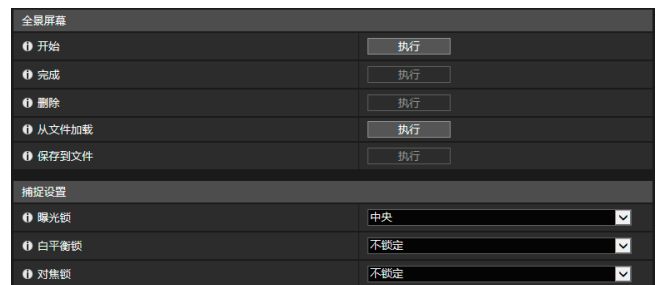 全景屏幕
开始 执行
完成 执行
删除 执行
从文件加载 执行
保存到文件 执行
捕捉设置
曝光锁 中央
白平衡锁 不锁定
对焦锁 不锁定